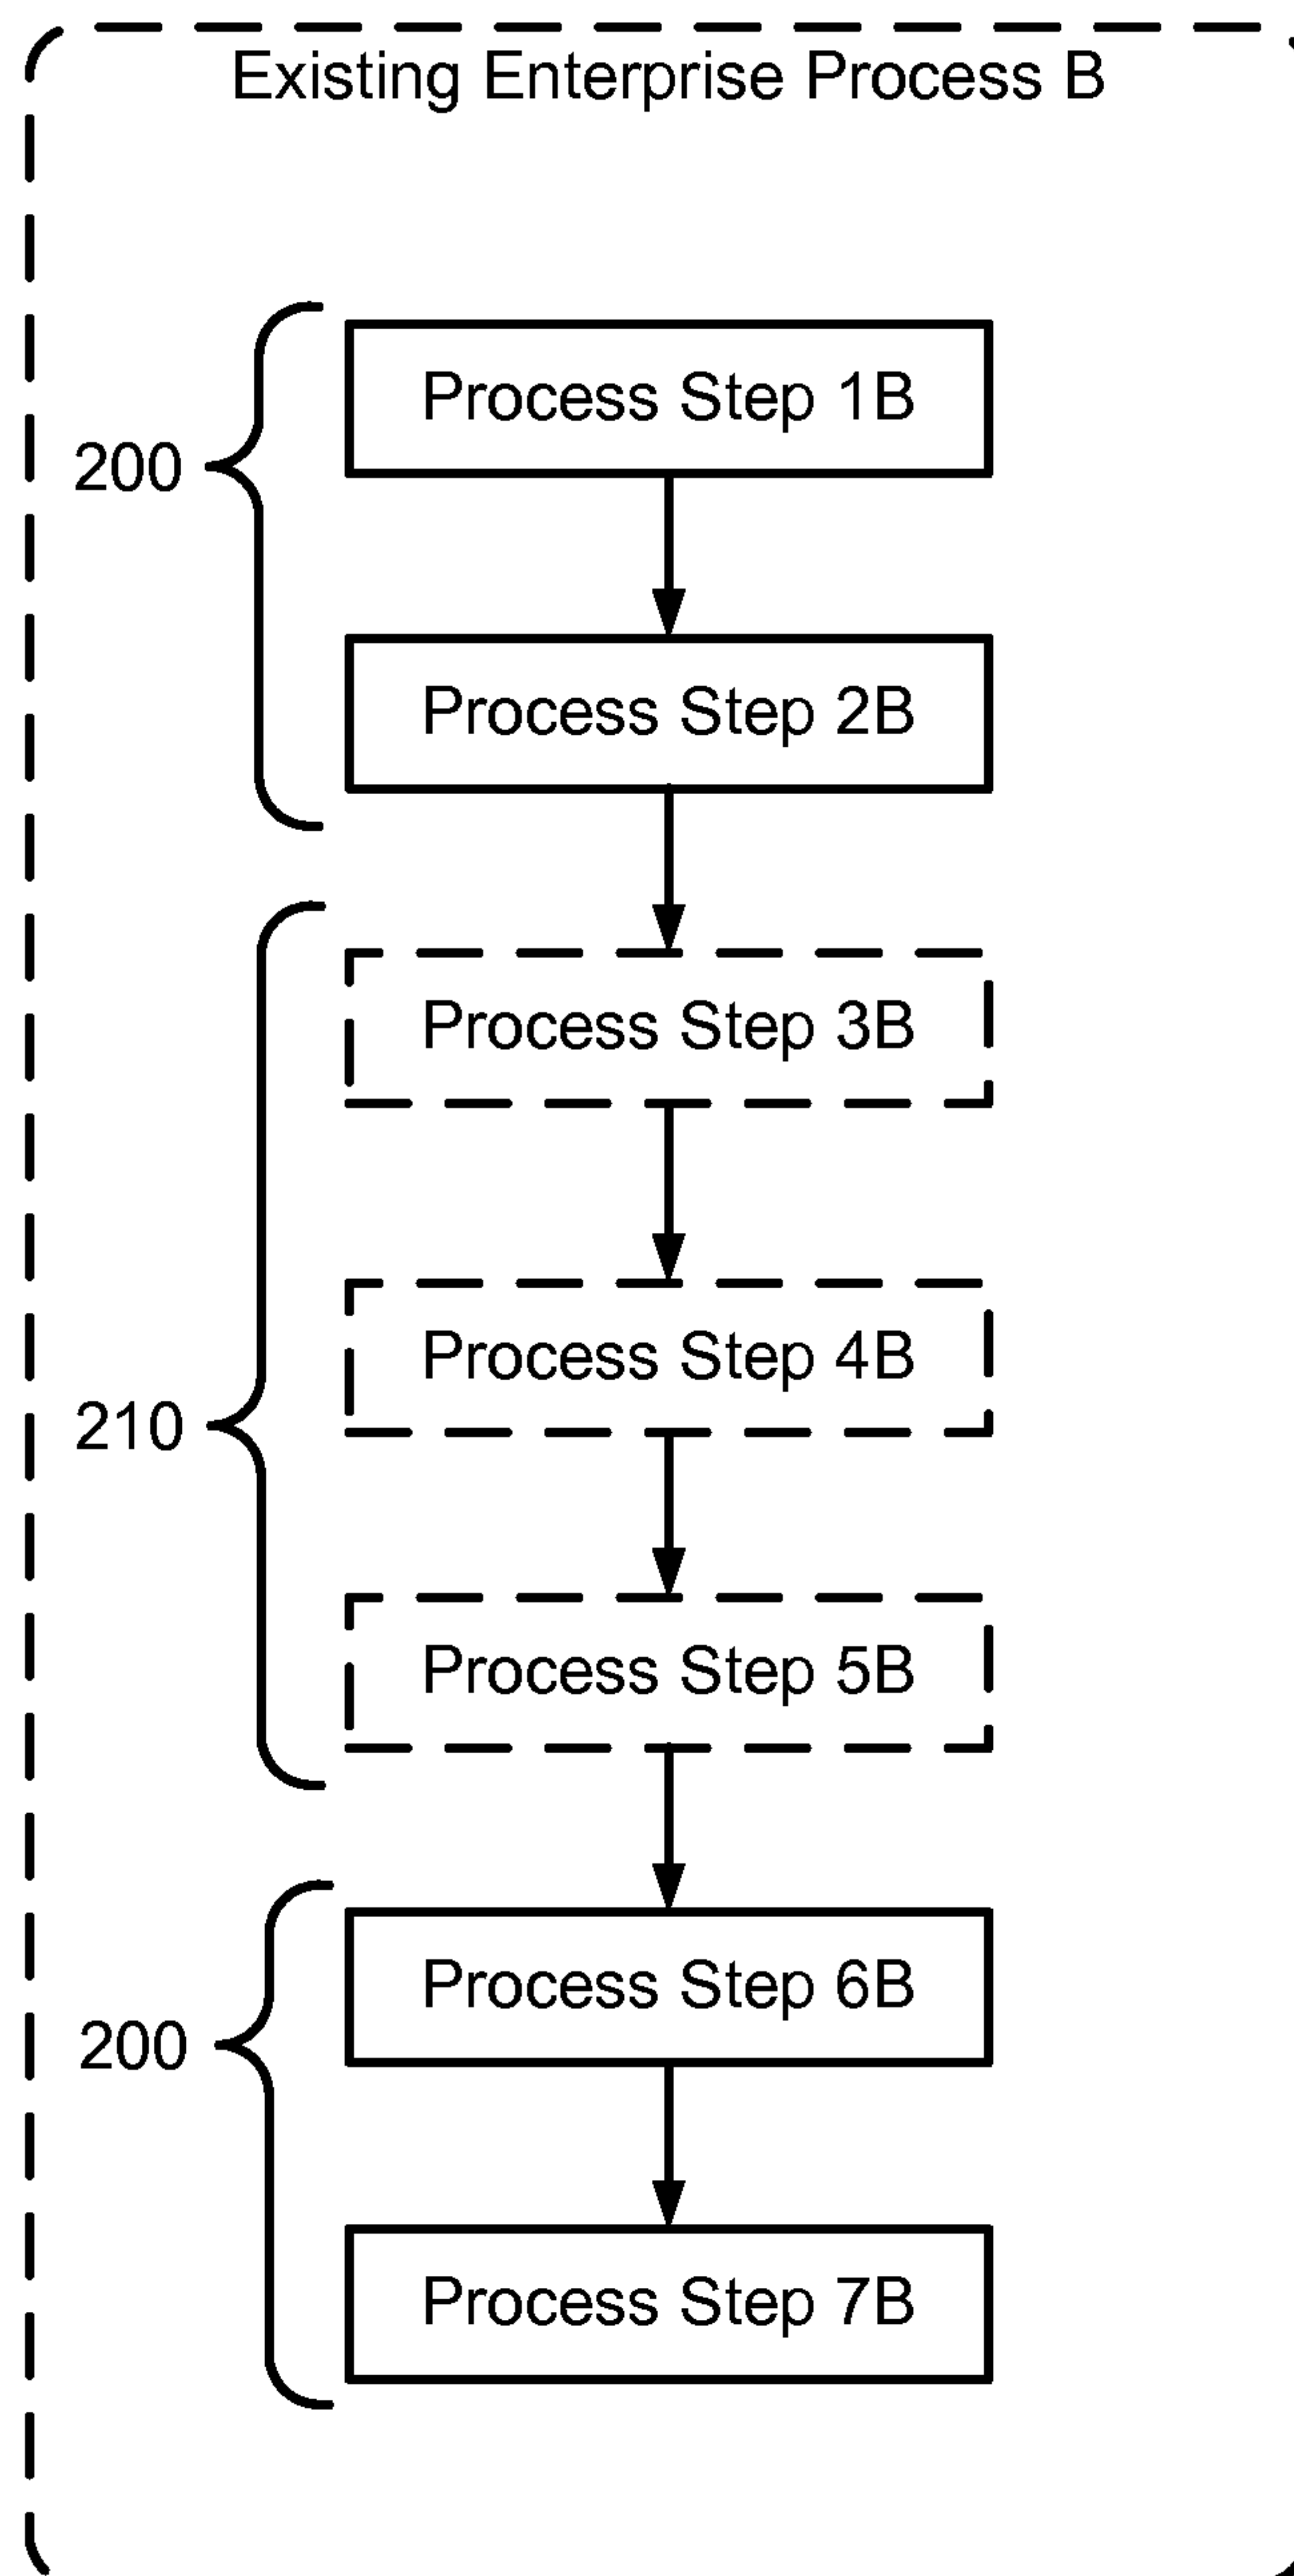 Existing Enterprise Process B
Process Step 1B
200
Process Step 2B
Process Step 3B
Process Step 4B
210
Process Step 5B
Process Step 6B
200
Process Step 7B